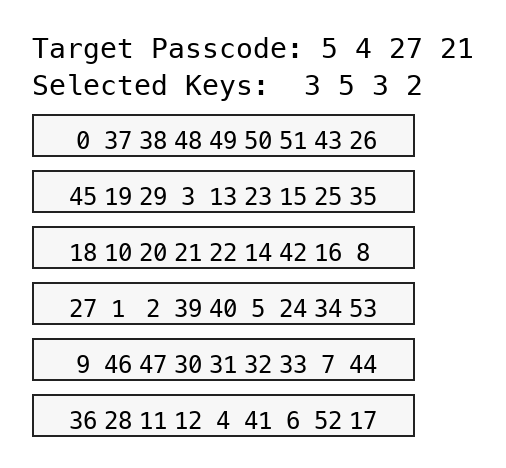 Target Passcode: 5 4 27 21
Selected Keys: 3 5 3 2
0 37 38 48 49 50 51 43 26
45 19 29 3 13 23 15 25 35
18 10 20 21 22 14 42 16 8
27 1 2 39 40 5 24 34 53
9 46 47 30 31 32 33 7 44
36 28 11 12 4 41 6 52 17